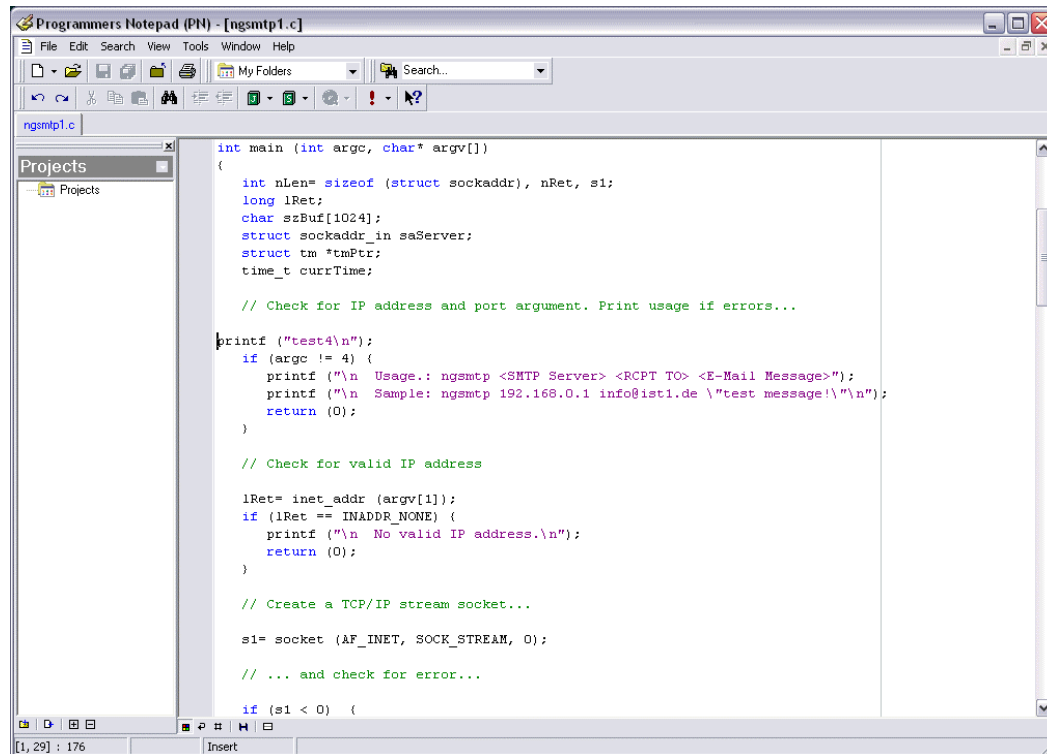 Programmers Notepad (PN) - [ngsmtp1.c]
File Edit Search View Tools Window Help
My Folders Search...
ngsmtp1.c
Projects
Projects
int main (int argc, char* argv[])
{
int nLen= sizeof (struct sockaddr), nRet, s1;
long lRet;
char szBuf[1024];
struct sockaddr_in saServer;
struct tm *tmPtr;
time_t currTime;
// Check for IP address and port argument. Print usage if errors...
printf ("test4\n");
if (argc != 4) {
printf ("\n  Usage.: ngsmtp <SMTP Server> <RCPT TO> <E-Mail Message>");
printf ("\n  Sample: ngsmtp 192.168.0.1 info@ist1.de \"test message!\"\n");
return (0);
}
// Check for valid IP address
lRet= inet_addr (argv[1]);
if (lRet == INADDR_NONE) {
printf ("\n  No valid IP address.\n");
return (0);
}
// Create a TCP/IP stream socket...
s1= socket (AF_INET, SOCK_STREAM, 0);
// ... and check for error...
if (s1 < 0)  {
[1, 29] : 176 Insert